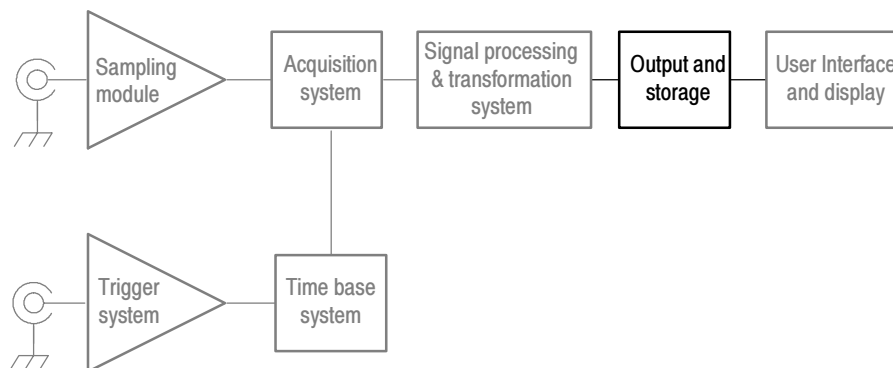 Sampling
module
Acquisition
system
Signal processing
& transformation
system
Output and
storage
User Interface
and display
Trigger
system
Time base
system